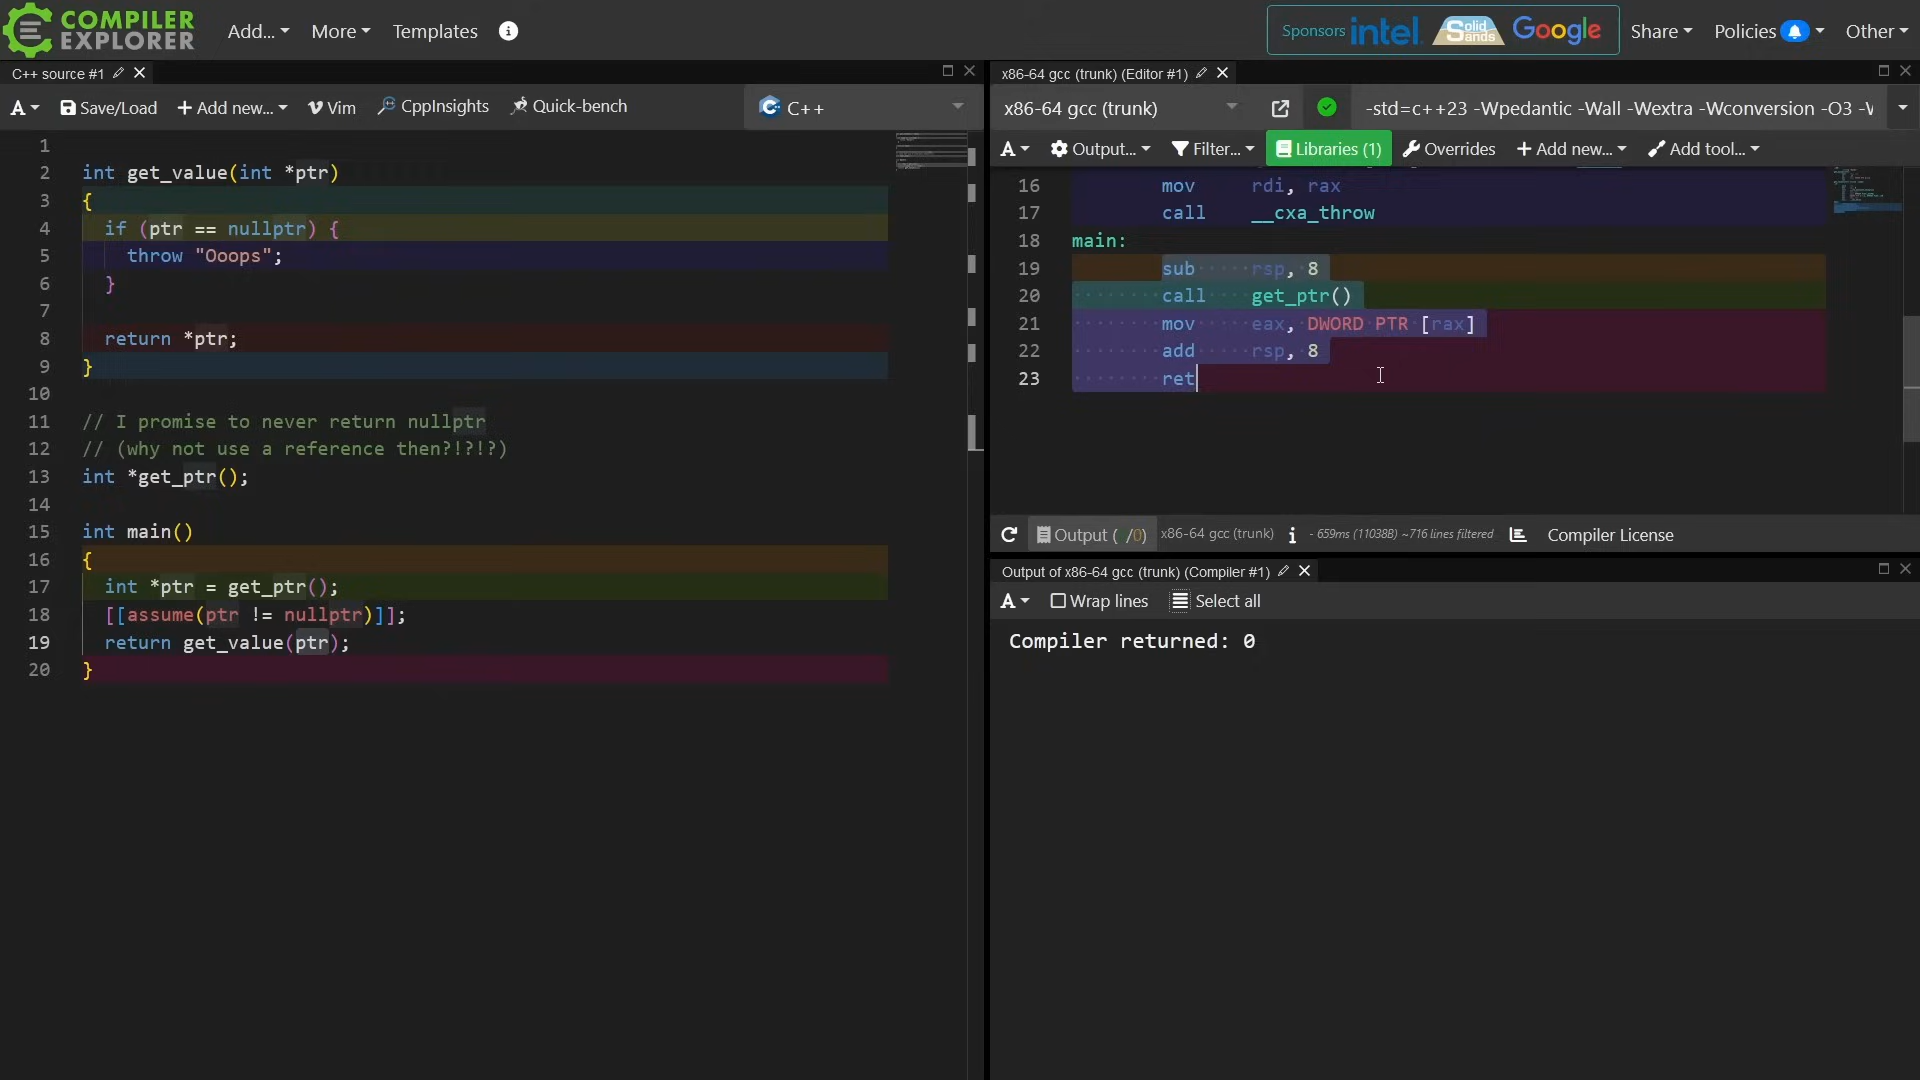 COMPILER
EXPLORER
Add...
More
Templates
Sponsors intel. Solid Sands Google
Share
Policies
Other
C++ source #1
A
Save/Load
Add new...
Vim
CppInsights
Quick-bench
C++
1
2 int get_value(int *ptr)
3 {
4 if (ptr == nullptr) {
5 throw "Ooops";
6 }
7
8 return *ptr;
9 }
10
11 // I promise to never return nullptr
12 // (why not use a reference then?!?!?)
13 int *get_ptr();
14
15 int main()
16 {
17 int *ptr = get_ptr();
18 [[assume(ptr != nullptr)]];
19 return get_value(ptr);
20 }
x86-64 gcc (trunk) (Editor #1)
x86-64 gcc (trunk)
-std=c++23 -Wpedantic -Wall -Wextra -Wconversion -O3
A
Output...
Filter...
Libraries (1)
Overrides
Add new...
Add tool...
16 mov rdi, rax
17 call __cxa_throw
18 main:
19 sub rsp, 8
20 call get_ptr()
21 mov eax, DWORD PTR [rax]
22 add rsp, 8
23 ret
Output ( /0) x86-64 gcc (trunk) i - 659ms (11038B) ~716 lines filtered Compiler License
Output of x86-64 gcc (trunk) (Compiler #1)
A
Wrap lines
Select all
Compiler returned: 0